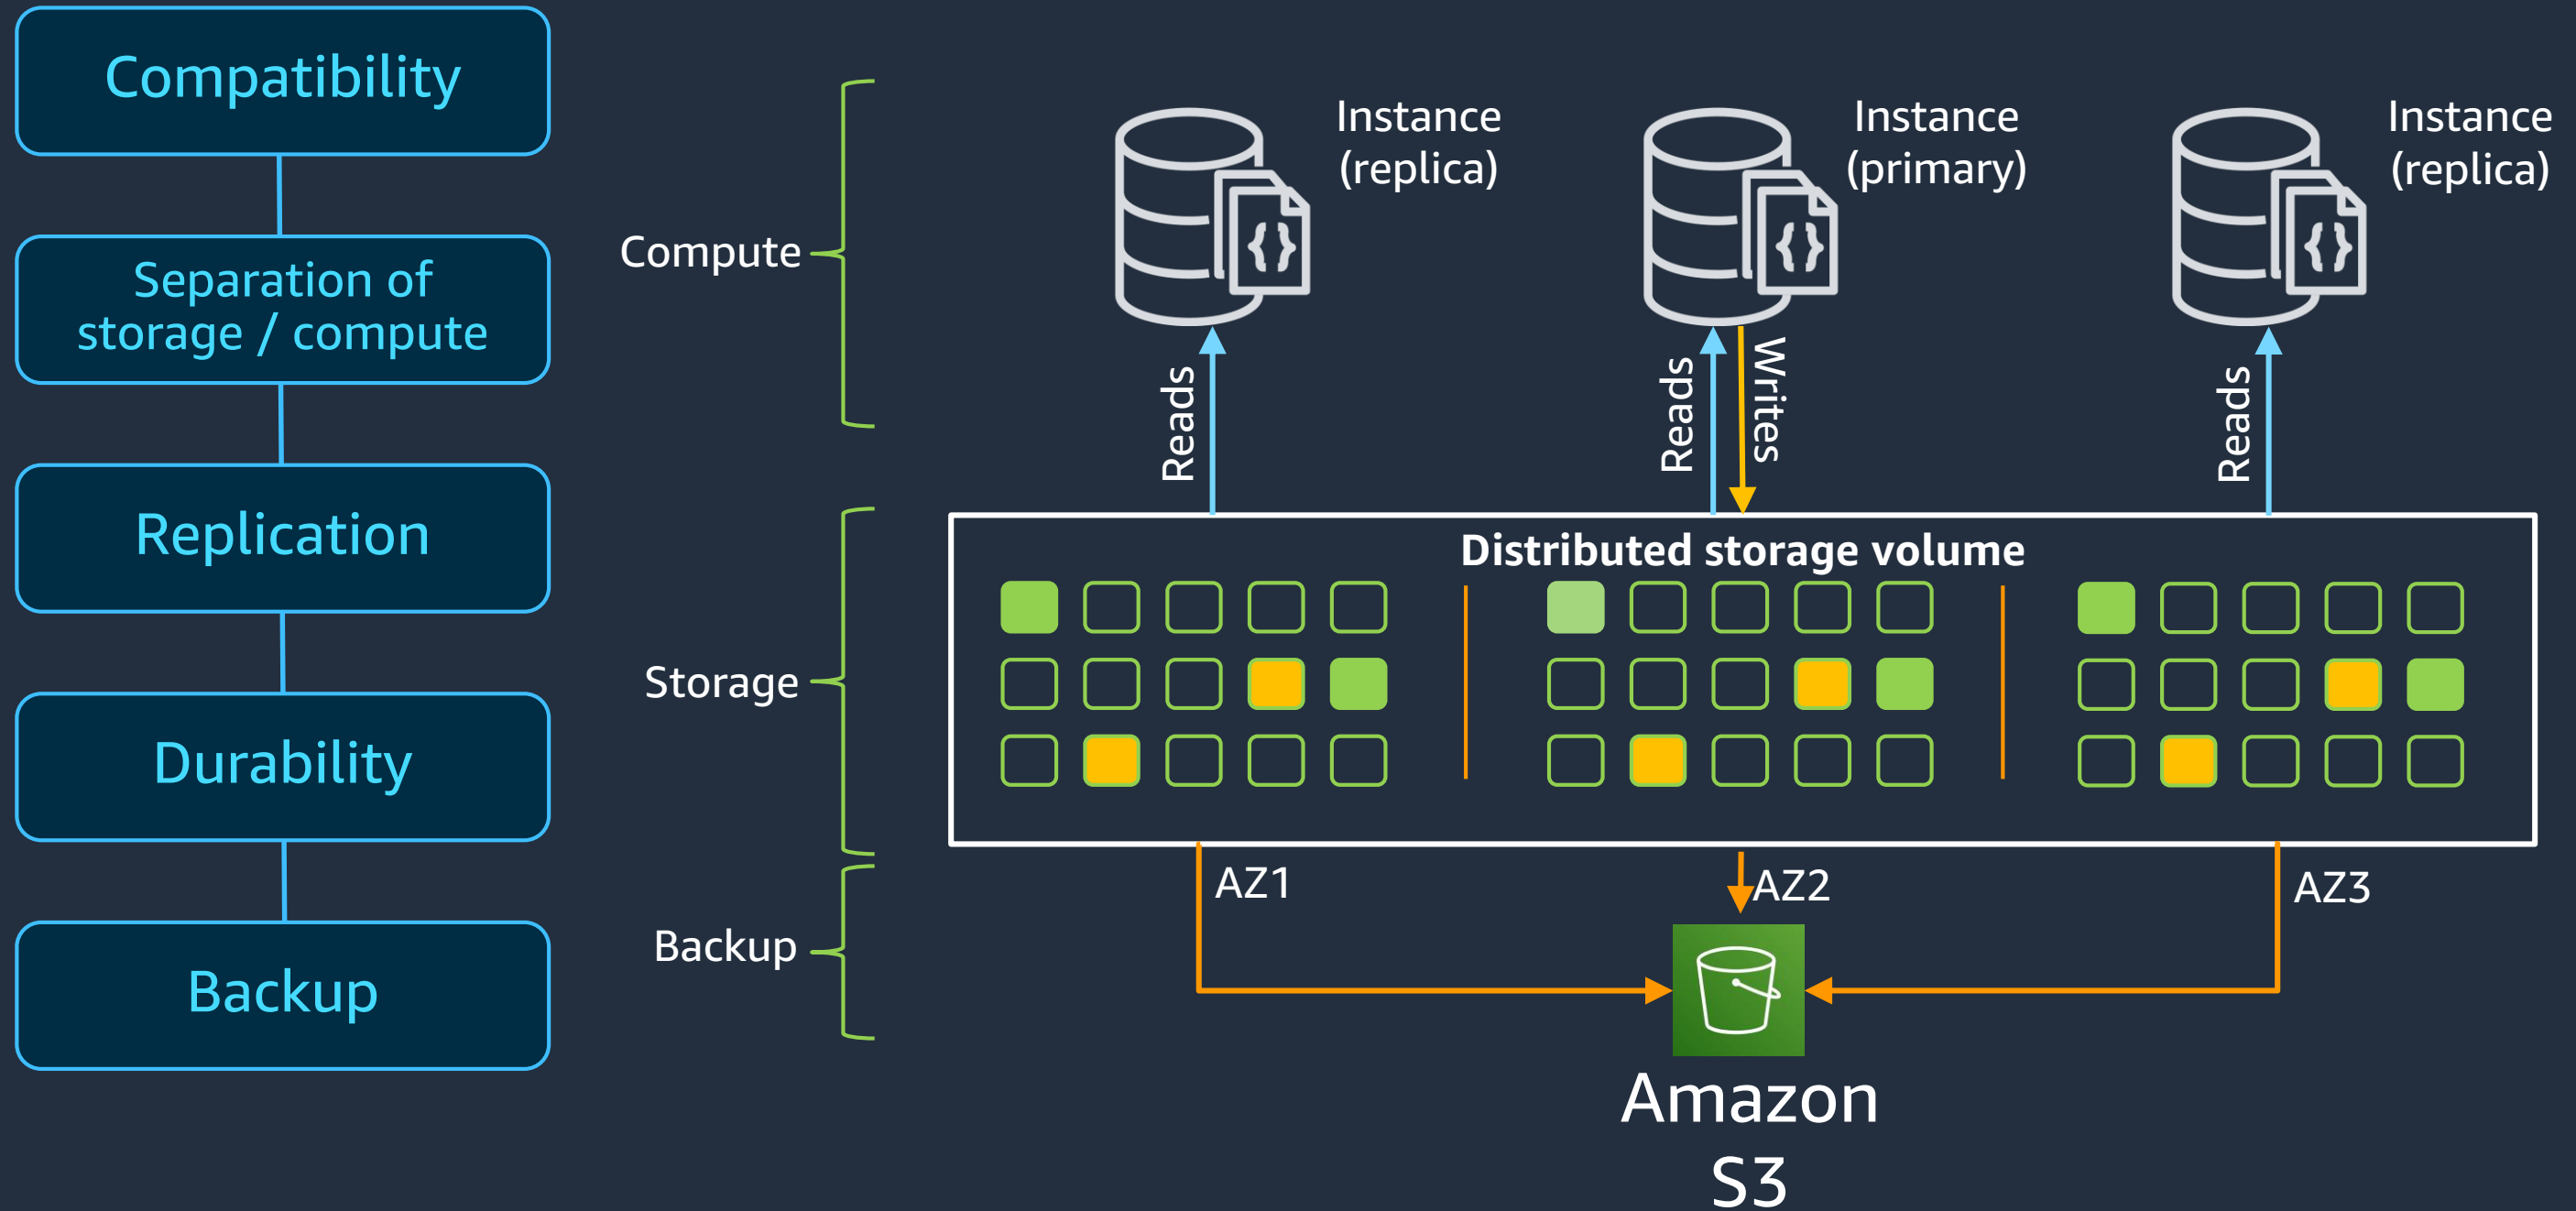 Compatibility
Separation of
storage / compute
Replication
Durability
Backup
Compute
Storage
Backup
Instance
(replica)
Instance
(primary)
Instance
(replica)
Reads
Reads
Writes
Reads
Distributed storage volume
AZ1
AZ2
AZ3
Amazon
S3